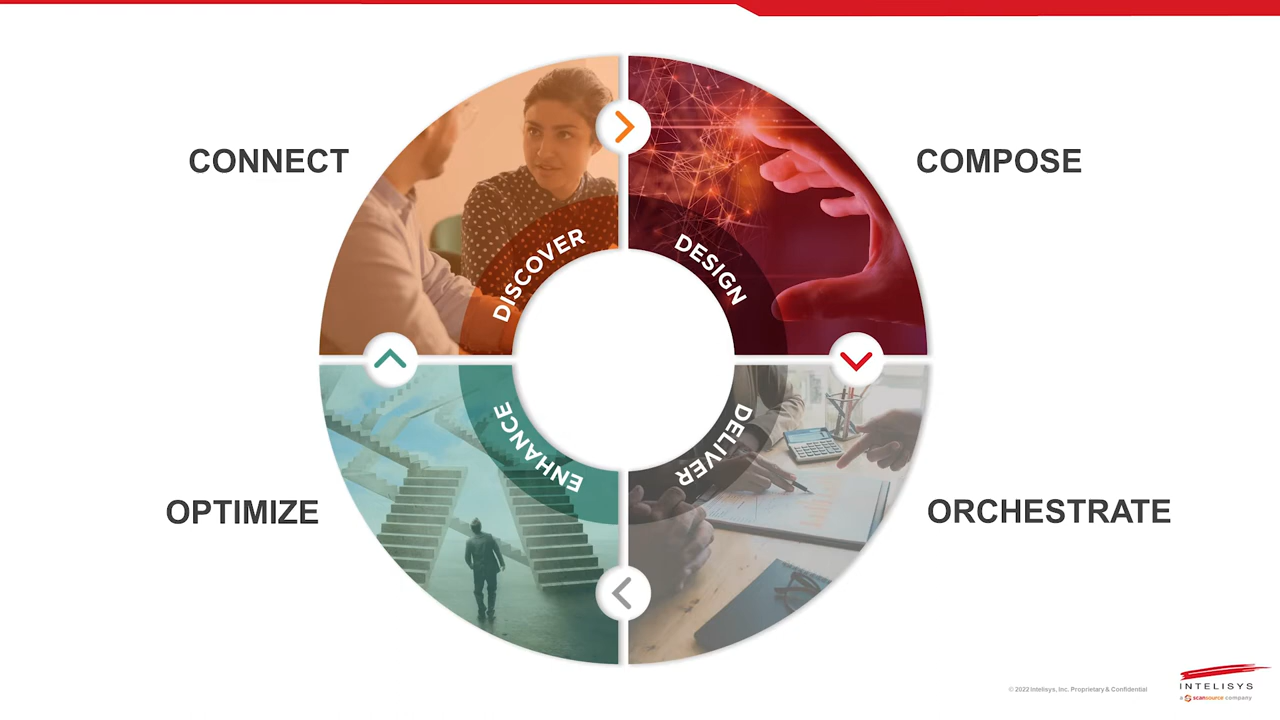 CONNECT
COMPOSE
DISCOVER
DESIGN
ENHANCE
DELIVER
OPTIMIZE
ORCHESTRATE
© 2022 Intelisys, Inc. Proprietary & Confidential
INTELISYS
a scansource company